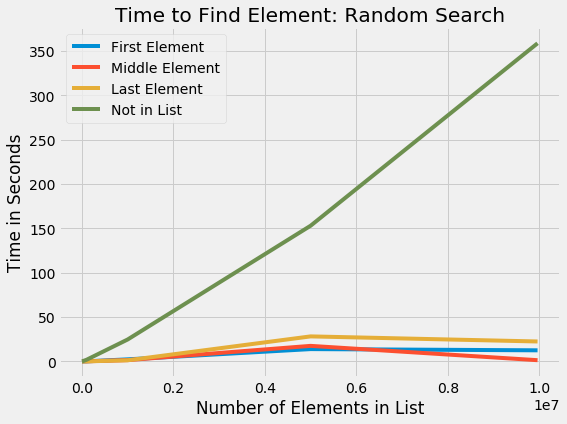 Time to Find Element: Random Search
First Element
Middle Element
Last Element
Not in List
Time in Seconds
350
300
250
200
150
100
50
0
0.0 0.2 0.4 0.6 0.8 1.0
1e7
Number of Elements in List